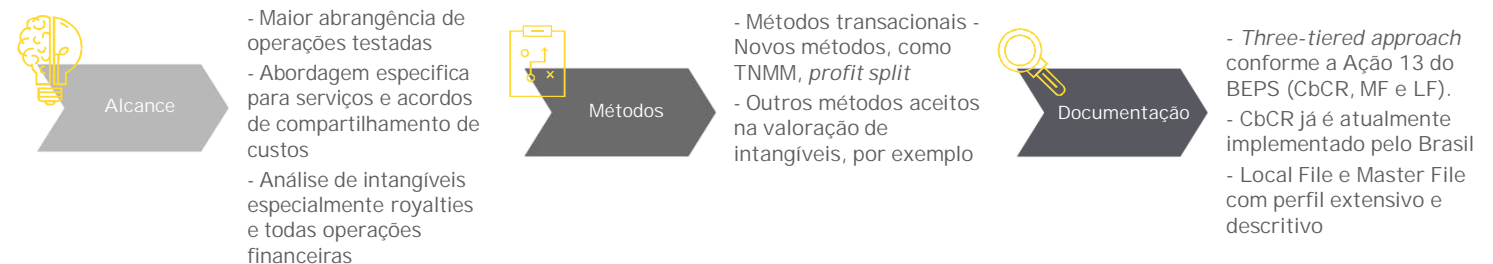 Alcance
- Maior abrangência de
operações testadas
- Abordagem especifica
para serviços e acordos
de compartilhamento de
custos
- Análise de intangíveis
especialmente royalties
e todas operações
financeiras
Métodos
- Métodos transacionais -
Novos métodos, como
TNMM, profit split
- Outros métodos aceitos
na valoração de
intangíveis, por exemplo
Documentação
- Three-tiered approach
conforme a Ação 13 do
BEPS (CbCR, MF e LF).
- CbCR já é atualmente
implementado pelo Brasil
- Local File e Master File
com perfil extensivo e
descritivo